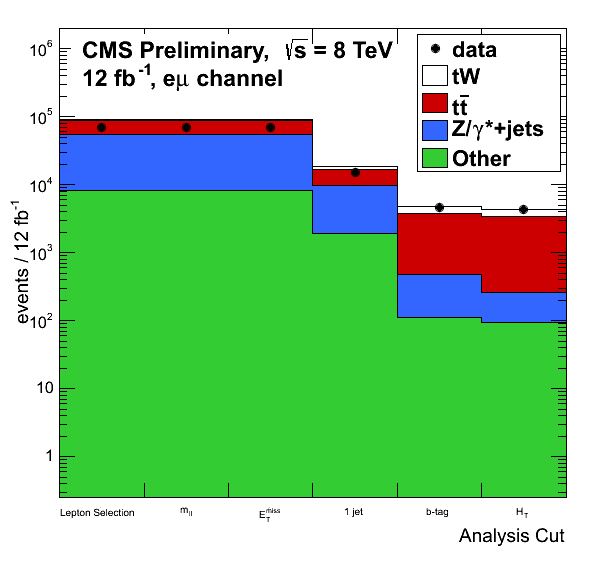 CMS Preliminary, √s = 8 TeV
12 fb⁻¹, eμ channel
data
tW
tt̅
Z/γ*+jets
Other
events / 12 fb⁻¹
10⁶
10⁵
10⁴
10³
10²
10
1
Lepton Selection m_ll E_T^miss 1 jet b-tag H_T
Analysis Cut